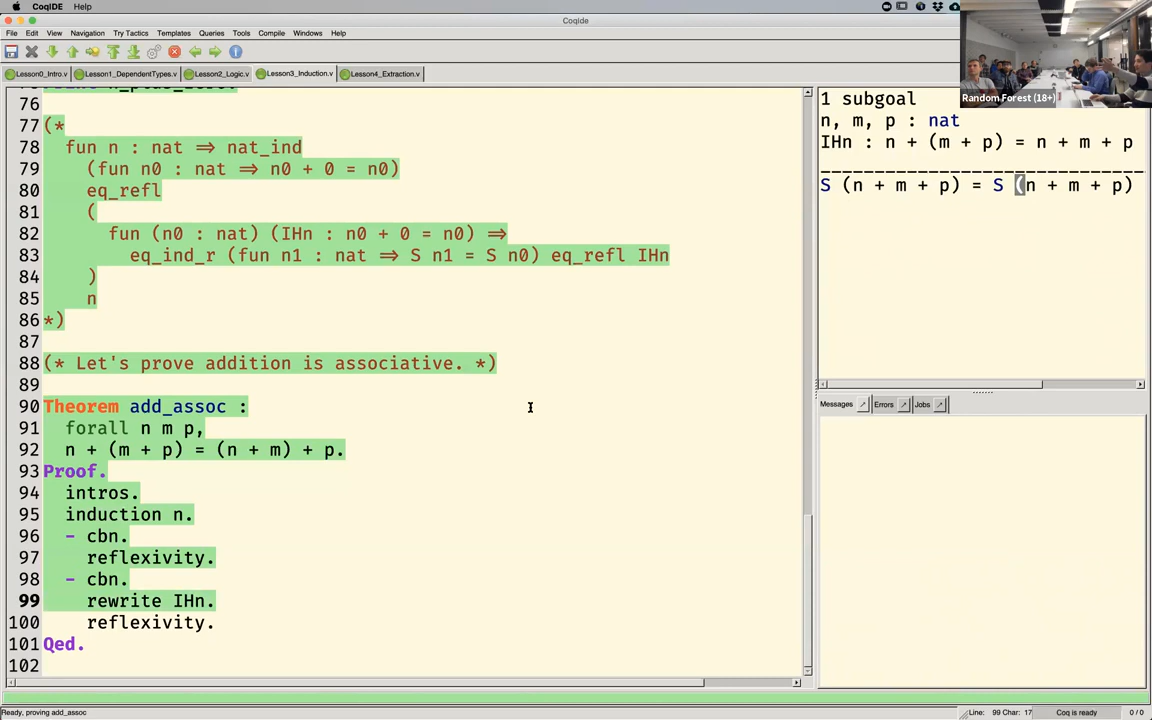 CoqIDE Help
CoqIde
File Edit View Navigation Try Tactics Templates Queries Tools Compile Windows Help
Lesson0_Intro.v Lesson1_DependentTypes.v Lesson2_Logic.v Lesson3_Induction.v Lesson4_Extraction.v
76
77 (*
78 fun n : nat ⇒ nat_ind
79 (fun n0 : nat ⇒ n0 + 0 = n0)
80 eq_refl
81 (
82 fun (n0 : nat) (IHn : n0 + 0 = n0) ⇒
83 eq_ind_r (fun n1 : nat ⇒ S n1 = S n0) eq_refl IHn
84 )
85 n
86 *)
87
88 (* Let's prove addition is associative. *)
89
90 Theorem add_assoc :
91 forall n m p,
92 n + (m + p) = (n + m) + p.
93 Proof.
94 intros.
95 induction n.
96 - cbn.
97 reflexivity.
98 - cbn.
99 rewrite IHn.
100 reflexivity.
101 Qed.
102
1 subgoal
n, m, p : nat
IHn : n + (m + p) = n + m + p
S (n + m + p) = S (n + m + p)
Random Forest (18+)
Messages Errors Jobs
Ready, proving add_assoc
Line: 99 Char: 17 Coq is ready 0 / 0